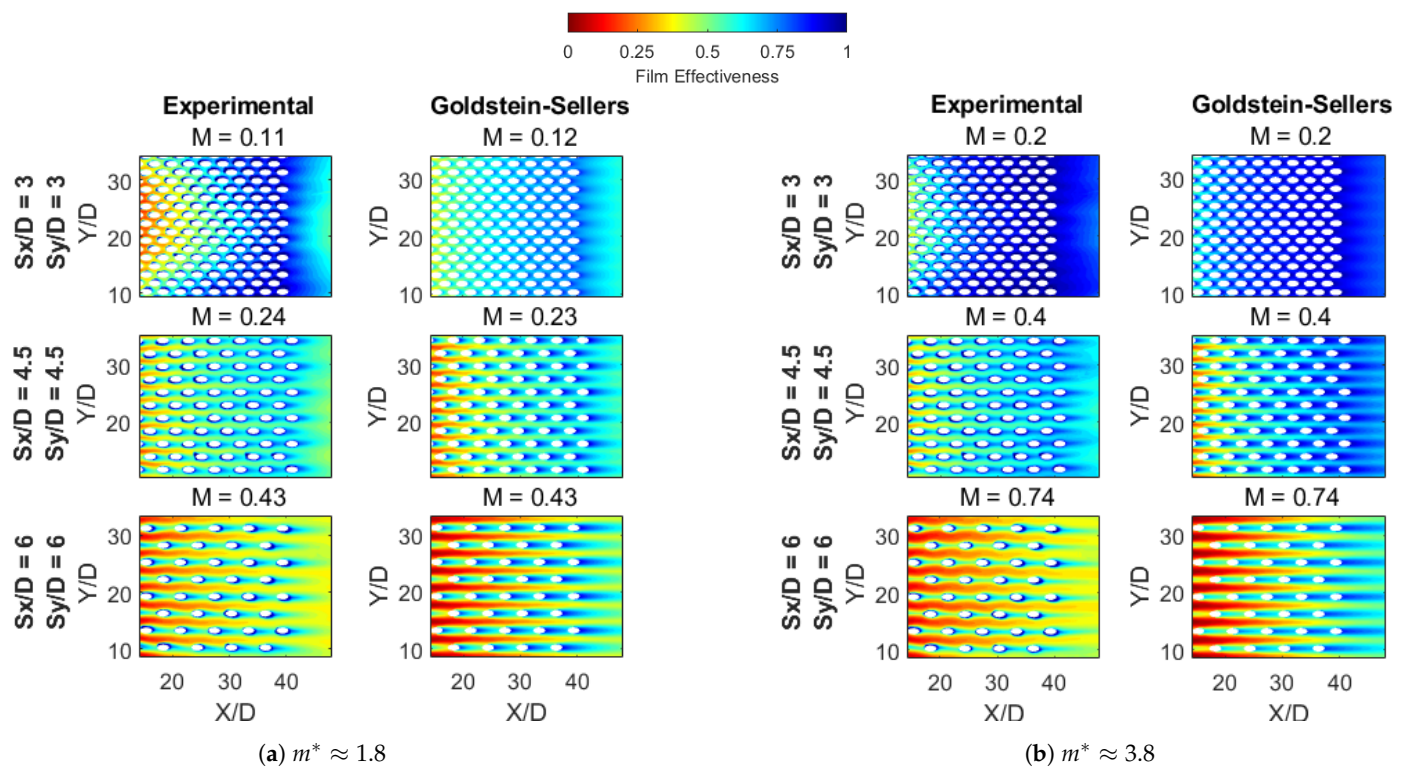 0 0.25 0.5 0.75 1
Film Effectiveness
Experimental Goldstein-Sellers
M = 0.11 M = 0.12
Sx/D = 3
Sy/D = 3
Y/D
30
20
10
Y/D
30
20
10
M = 0.24 M = 0.23
Sx/D = 4.5
Sy/D = 4.5
Y/D
30
20
Y/D
30
20
M = 0.43 M = 0.43
Sx/D = 6
Sy/D = 6
Y/D
30
20
10
Y/D
30
20
10
20 30 40 20 30 40
X/D X/D
(a) m* ≈ 1.8
Experimental Goldstein-Sellers
M = 0.2 M = 0.2
Sx/D = 3
Sy/D = 3
Y/D
30
20
10
Y/D
30
20
10
M = 0.4 M = 0.4
Sx/D = 4.5
Sy/D = 4.5
Y/D
30
20
Y/D
30
20
M = 0.74 M = 0.74
Sx/D = 6
Sy/D = 6
Y/D
30
20
10
Y/D
30
20
10
20 30 40 20 30 40
X/D X/D
(b) m* ≈ 3.8